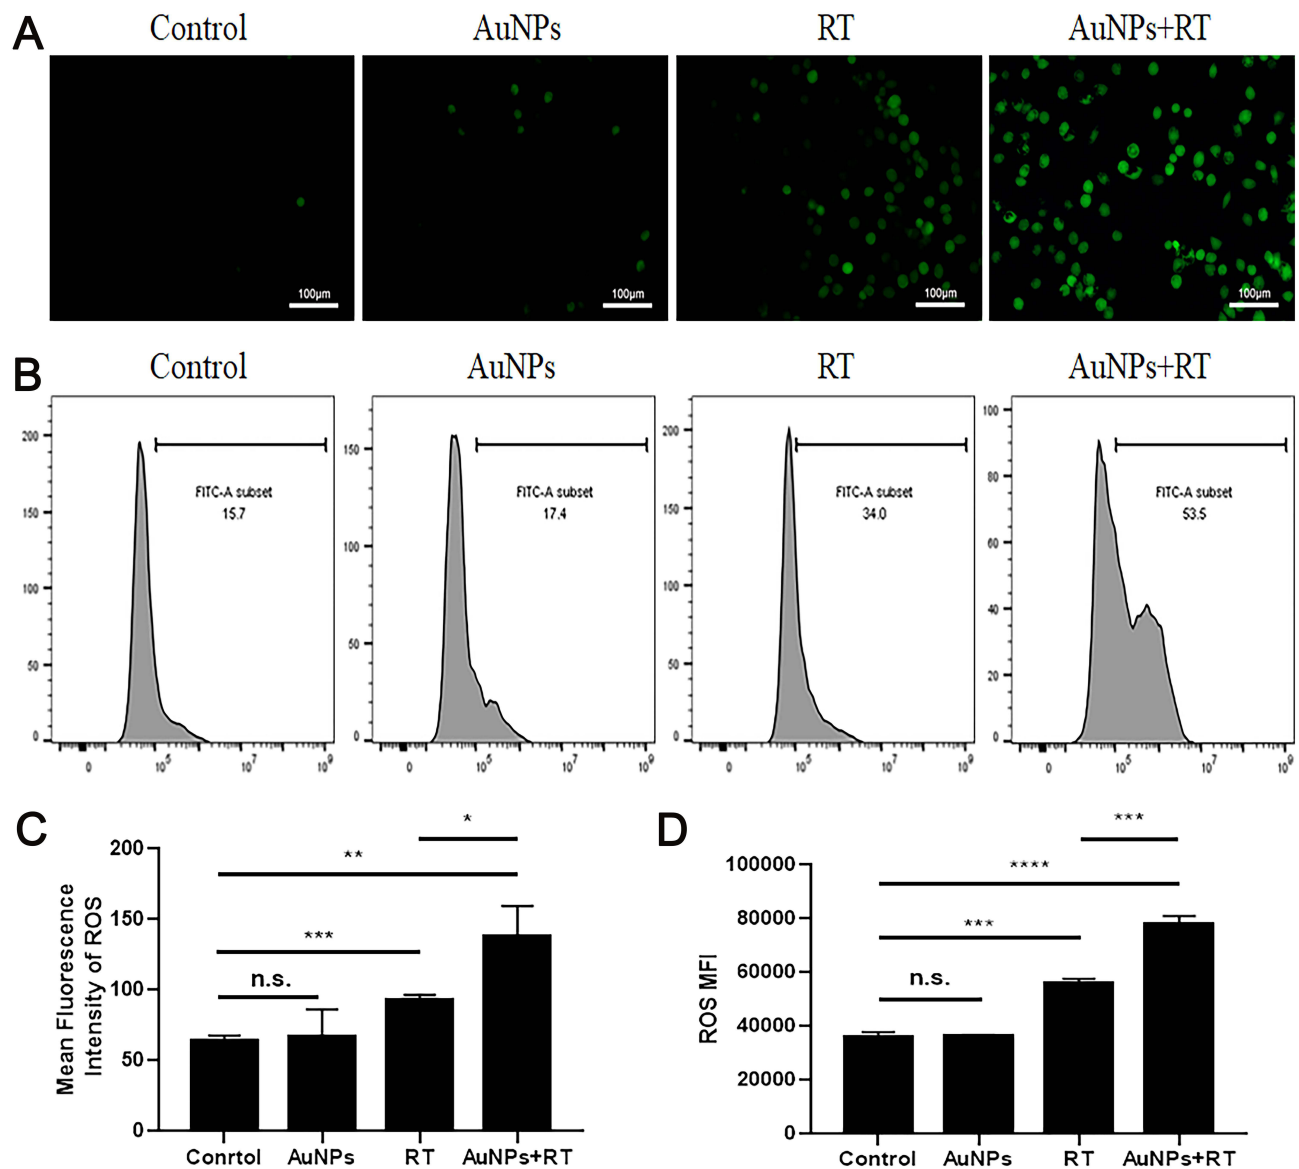 A
Control AuNPs RT AuNPs+RT
100μm 100μm 100μm 100μm
B
Control AuNPs RT AuNPs+RT
200
150
100
50
0
FITC-A subset
15.7
0 10^5 10^7 10^9
150
100
50
0
FITC-A subset
17.4
0 10^5 10^7 10^9
200
150
100
50
0
FITC-A subset
34.0
0 10^5 10^7 10^9
100
80
60
40
20
0
FITC-A subset
53.5
0 10^5 10^7 10^9
C
Mean Fluorescence
Intensity of ROS
200
150
100
50
0
*
**
***
n.s.
Conrtol AuNPs RT AuNPs+RT
D
ROS MFI
100000
80000
60000
40000
20000
0
***
****
***
n.s.
Control AuNPs RT AuNPs+RT